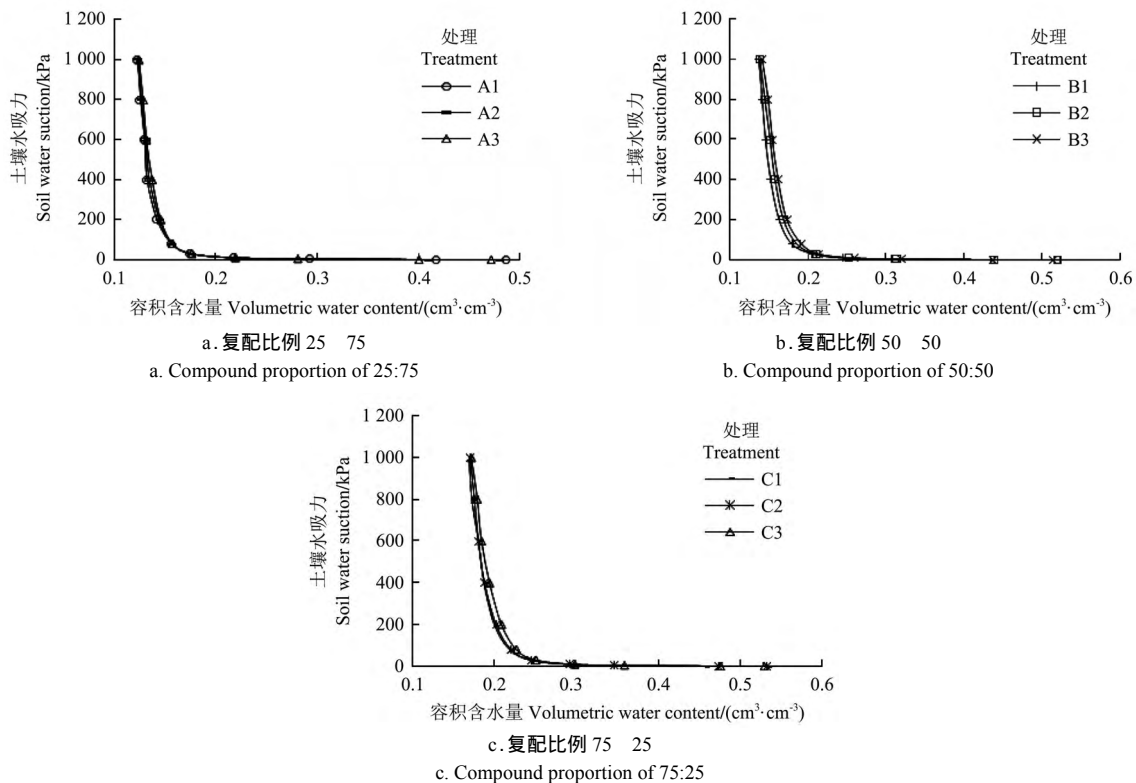 1 200
1 000
800
600
400
200
0
土壤水吸力
Soil water suction/kPa
处理
Treatment
A1
A2
A3
0.1 0.2 0.3 0.4 0.5
容积含水量 Volumetric water content/(cm³·cm⁻³)
a.复配比例 25 75
a. Compound proportion of 25:75
1 200
1 000
800
600
400
200
0
土壤水吸力
Soil water suction/kPa
处理
Treatment
B1
B2
B3
0.1 0.2 0.3 0.4 0.5 0.6
容积含水量 Volumetric water content/(cm³·cm⁻³)
b.复配比例 50 50
b. Compound proportion of 50:50
1 200
1 000
800
600
400
200
0
土壤水吸力
Soil water suction/kPa
处理
Treatment
C1
C2
C3
0.1 0.2 0.3 0.4 0.5 0.6
容积含水量 Volumetric water content/(cm³·cm⁻³)
c.复配比例 75 25
c. Compound proportion of 75:25